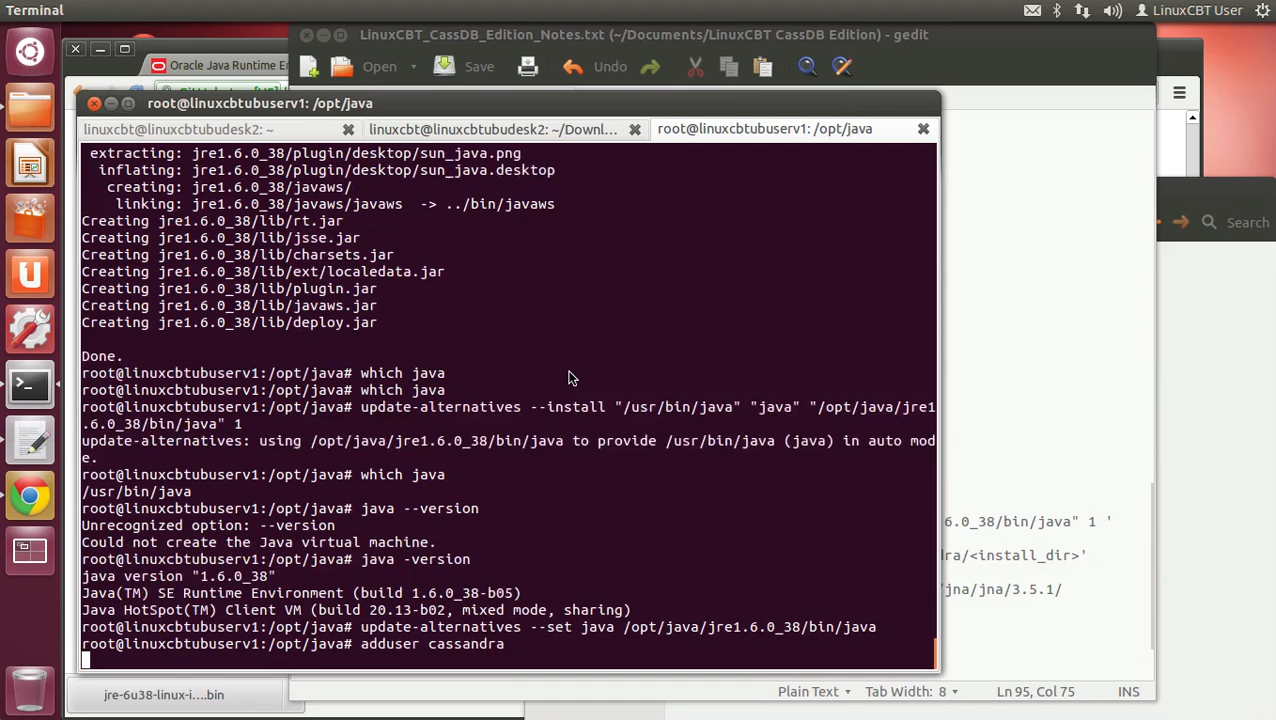 Terminal
LinuxCBT User
LinuxCBT_CassDB_Edition_Notes.txt (~/Documents/LinuxCBT CassDB Edition) - gedit
Oracle Java Runtime En
Open
Save
Undo
root@linuxcbtubuserv1: /opt/java
linuxcbt@linuxcbtubudesk2: ~
linuxcbt@linuxcbtubudesk2: ~/Downl...
root@linuxcbtubuserv1: /opt/java
extracting: jre1.6.0_38/plugin/desktop/sun_java.png
inflating: jre1.6.0_38/plugin/desktop/sun_java.desktop
creating: jre1.6.0_38/javaws/
linking: jre1.6.0_38/javaws/javaws -> ../bin/javaws
Creating jre1.6.0_38/lib/rt.jar
Creating jre1.6.0_38/lib/jsse.jar
Creating jre1.6.0_38/lib/charsets.jar
Creating jre1.6.0_38/lib/ext/localedata.jar
Creating jre1.6.0_38/lib/plugin.jar
Creating jre1.6.0_38/lib/javaws.jar
Creating jre1.6.0_38/lib/deploy.jar
Done.
root@linuxcbtubuserv1:/opt/java# which java
root@linuxcbtubuserv1:/opt/java# which java
root@linuxcbtubuserv1:/opt/java# update-alternatives --install "/usr/bin/java" "java" "/opt/java/jre1
.6.0_38/bin/java" 1
update-alternatives: using /opt/java/jre1.6.0_38/bin/java to provide /usr/bin/java (java) in auto mod
e.
root@linuxcbtubuserv1:/opt/java# which java
/usr/bin/java
root@linuxcbtubuserv1:/opt/java# java --version
Unrecognized option: --version
Could not create the Java virtual machine.
root@linuxcbtubuserv1:/opt/java# java -version
java version "1.6.0_38"
Java(TM) SE Runtime Environment (build 1.6.0_38-b05)
Java HotSpot(TM) Client VM (build 20.13-b02, mixed mode, sharing)
root@linuxcbtubuserv1:/opt/java# update-alternatives --set java /opt/java/jre1.6.0_38/bin/java
root@linuxcbtubuserv1:/opt/java# adduser cassandra
Search
6.0_38/bin/java" 1 '
ra/<install_dir>'
/jna/jna/3.5.1/
jre-6u38-linux-i....bin
Plain Text
Tab Width: 8
Ln 95, Col 75
INS